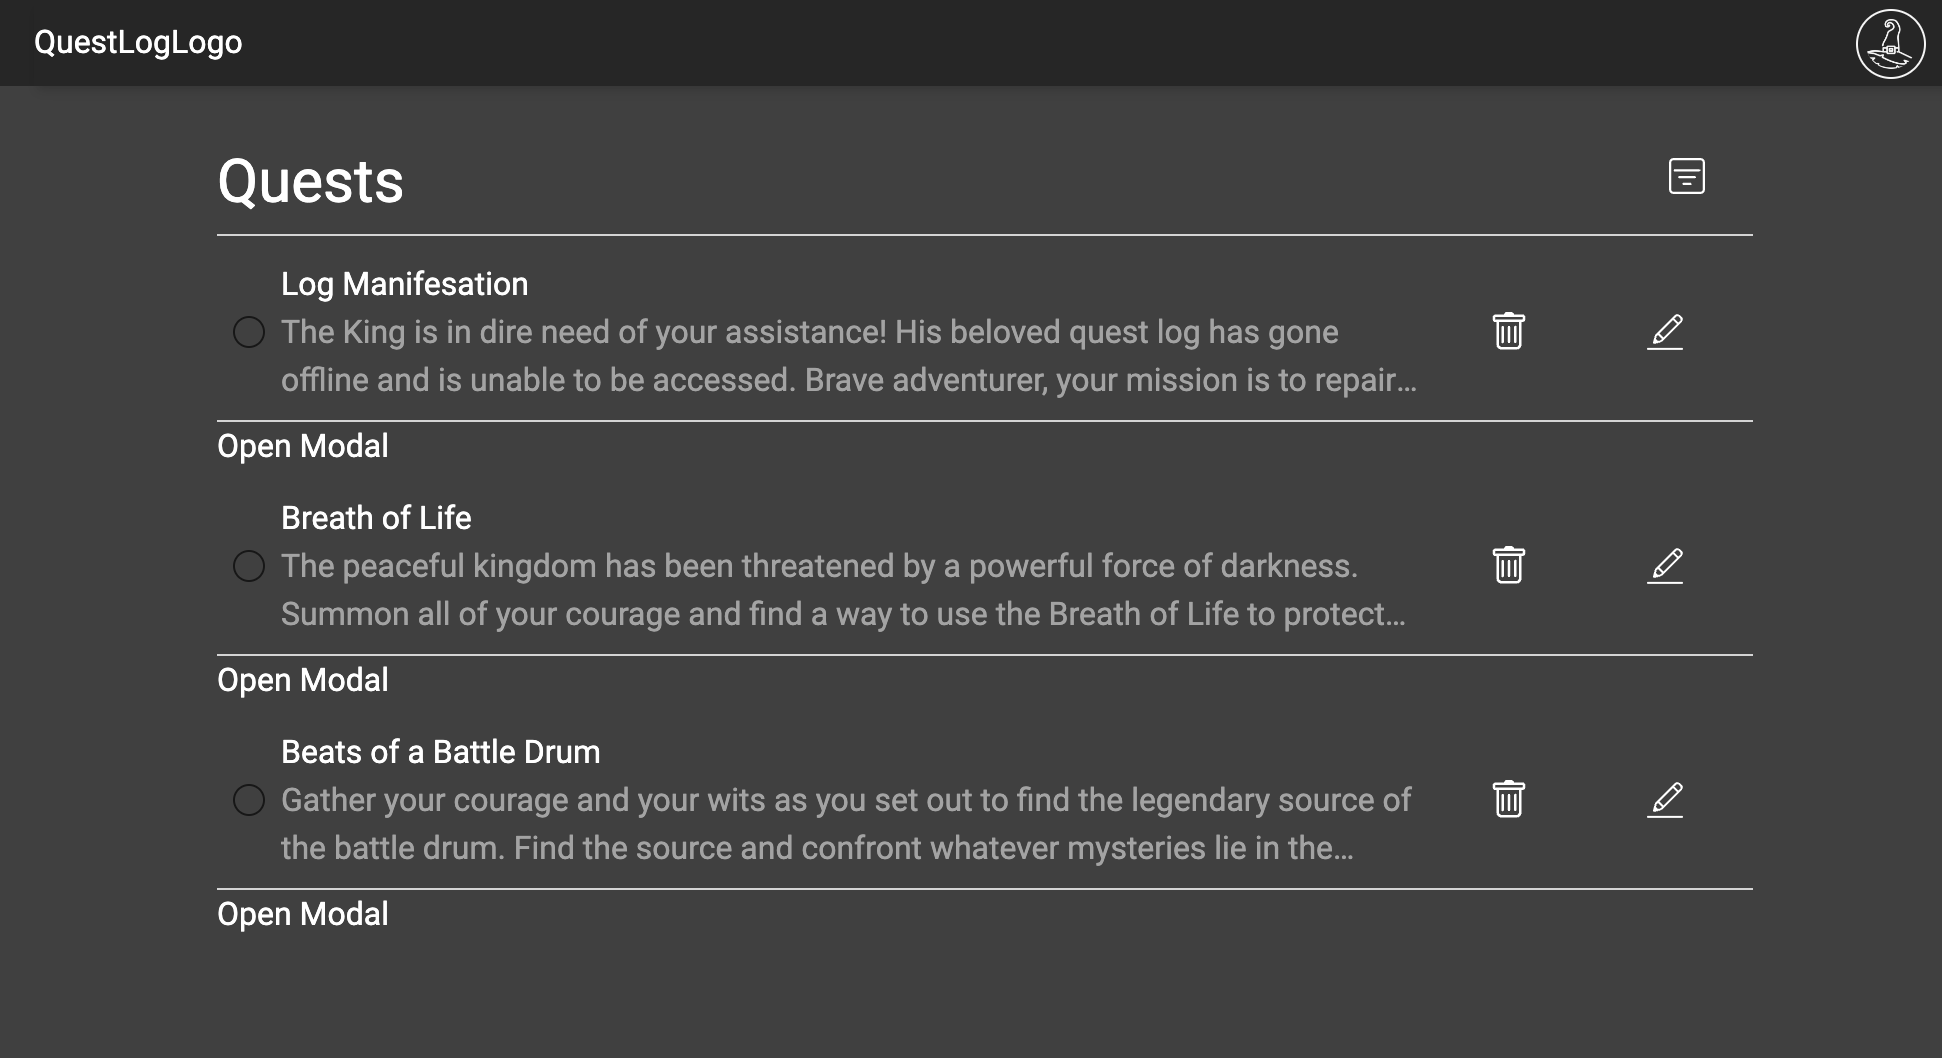 QuestLogLogo
Quests
Log Manifesation
The King is in dire need of your assistance! His beloved quest log has gone
offline and is unable to be accessed. Brave adventurer, your mission is to repair...
Open Modal
Breath of Life
The peaceful kingdom has been threatened by a powerful force of darkness.
Summon all of your courage and find a way to use the Breath of Life to protect...
Open Modal
Beats of a Battle Drum
Gather your courage and your wits as you set out to find the legendary source of
the battle drum. Find the source and confront whatever mysteries lie in the...
Open Modal